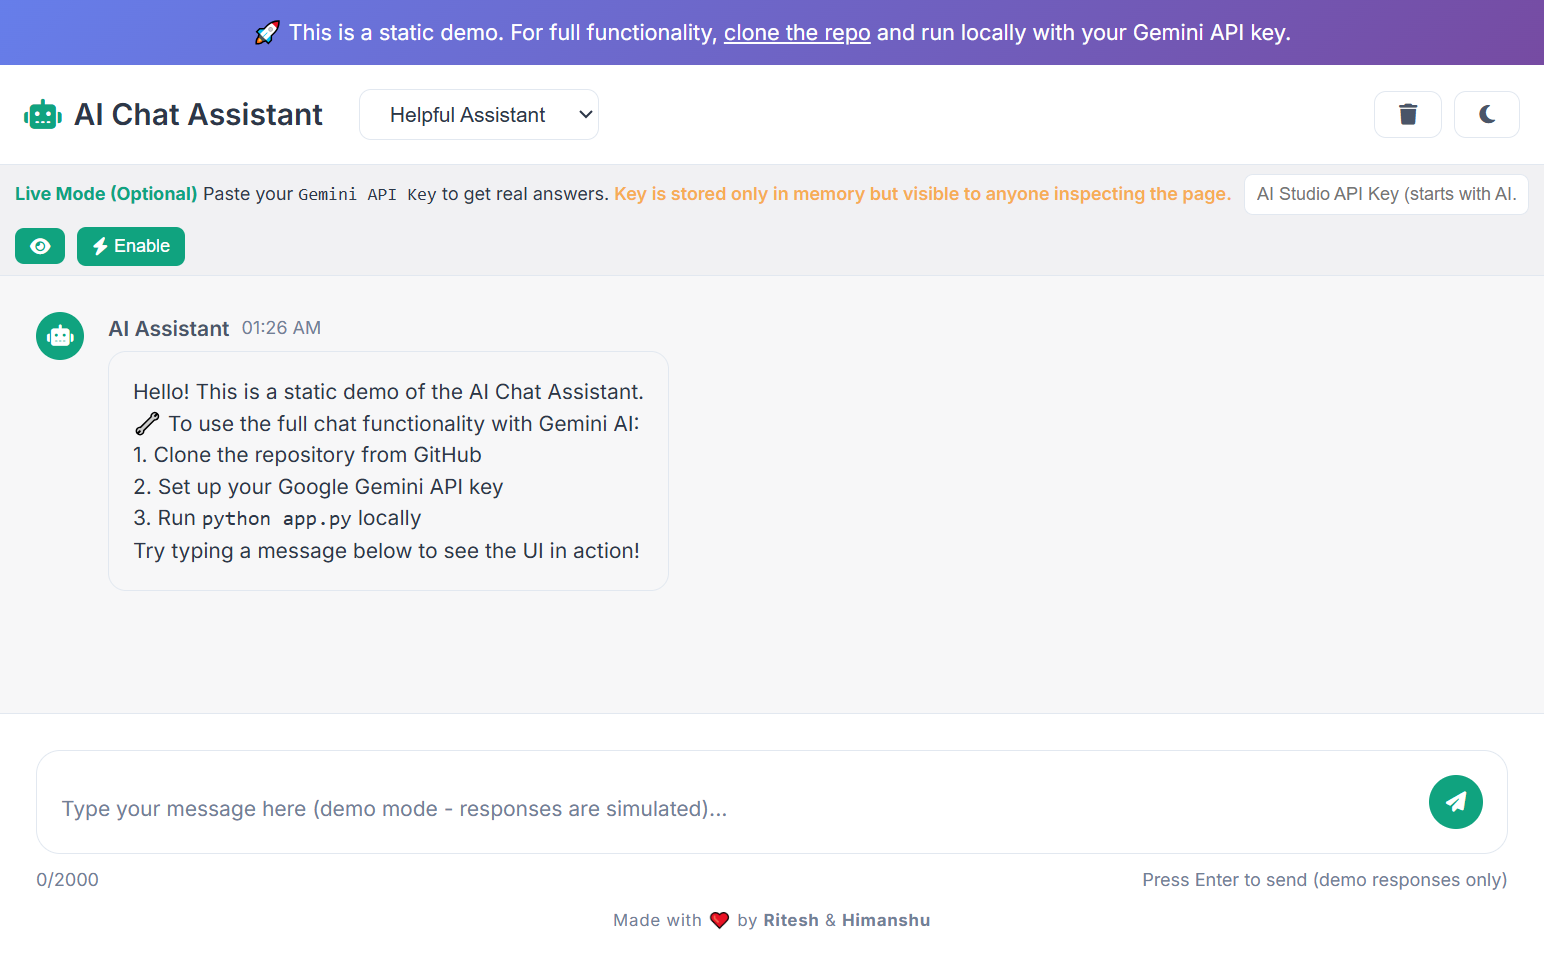 🚀 This is a static demo. For full functionality, clone the repo and run locally with your Gemini API key.
AI Chat Assistant
Helpful Assistant
Live Mode (Optional) Paste your Gemini API Key to get real answers. Key is stored only in memory but visible to anyone inspecting the page.
AI Studio API Key (starts with AI.
Enable
AI Assistant 01:26 AM
Hello! This is a static demo of the AI Chat Assistant.
🔧 To use the full chat functionality with Gemini AI:
1. Clone the repository from GitHub
2. Set up your Google Gemini API key
3. Run python app.py locally
Try typing a message below to see the UI in action!
Type your message here (demo mode - responses are simulated)...
0/2000
Press Enter to send (demo responses only)
Made with ❤️ by Ritesh & Himanshu